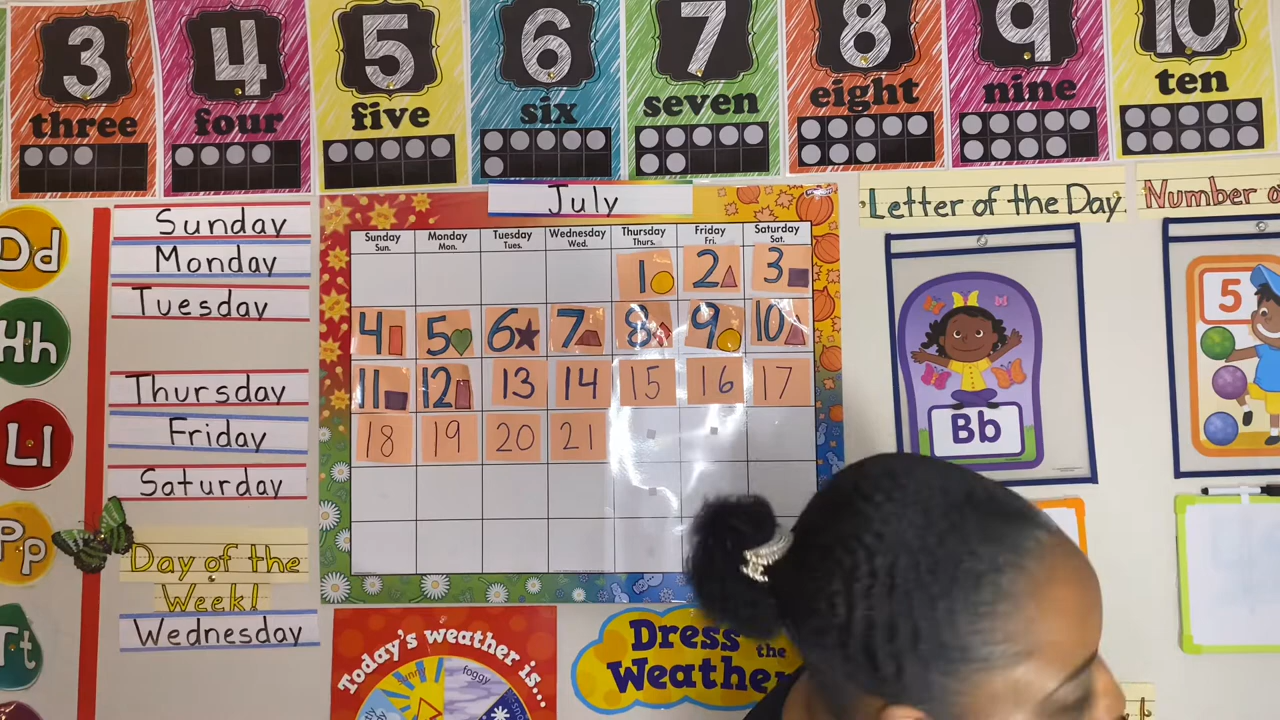 3 4 5 6 7 8 9 10
three four five six seven eight nine ten
July
Letter of the Day
Number o
Dd
Hh
Ll
Pp
Tt
Sunday
Monday
Tuesday
Thursday
Friday
Saturday
Day of the
Week!
Wednesday
Sunday Monday Tuesday Wednesday Thursday Friday Saturday
Sun. Mon. Tues. Wed. Thurs. Fri. Sat.
1 2 3
4 5 6 7 8 9 10
11 12 13 14 15 16 17
18 19 20 21
Bb
5
Today's weather is...
sunny
foggy
Dress
the
Weather